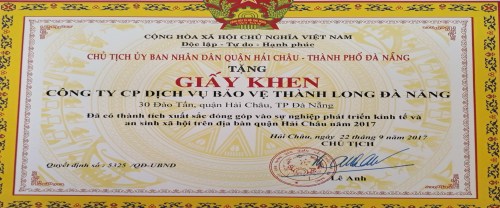 CỘNG HÒA XÃ HỘI CHỦ NGHĨA VIỆT NAM
Độc lập - Tự do - Hạnh phúc
CHỦ TỊCH ỦY BAN NHÂN DÂN QUẬN HẢI CHÂU - THÀNH PHỐ ĐÀ NẴNG
TẶNG
GIẤY KHEN
CÔNG TY CP DỊCH VỤ BẢO VỆ THÀNH LONG ĐÀ NẴNG
30 Đào Tấn, quận Hải Châu, TP Đà Nẵng
Đã có thành tích xuất sắc đóng góp vào sự nghiệp phát triển kinh tế và
an sinh xã hội trên địa bàn quận Hải Châu năm 2017
Hải Châu, ngày 22 tháng 9 năm 2017
CHỦ TỊCH
Quyết định số : 5325 /QĐ-UBND
Lê Anh